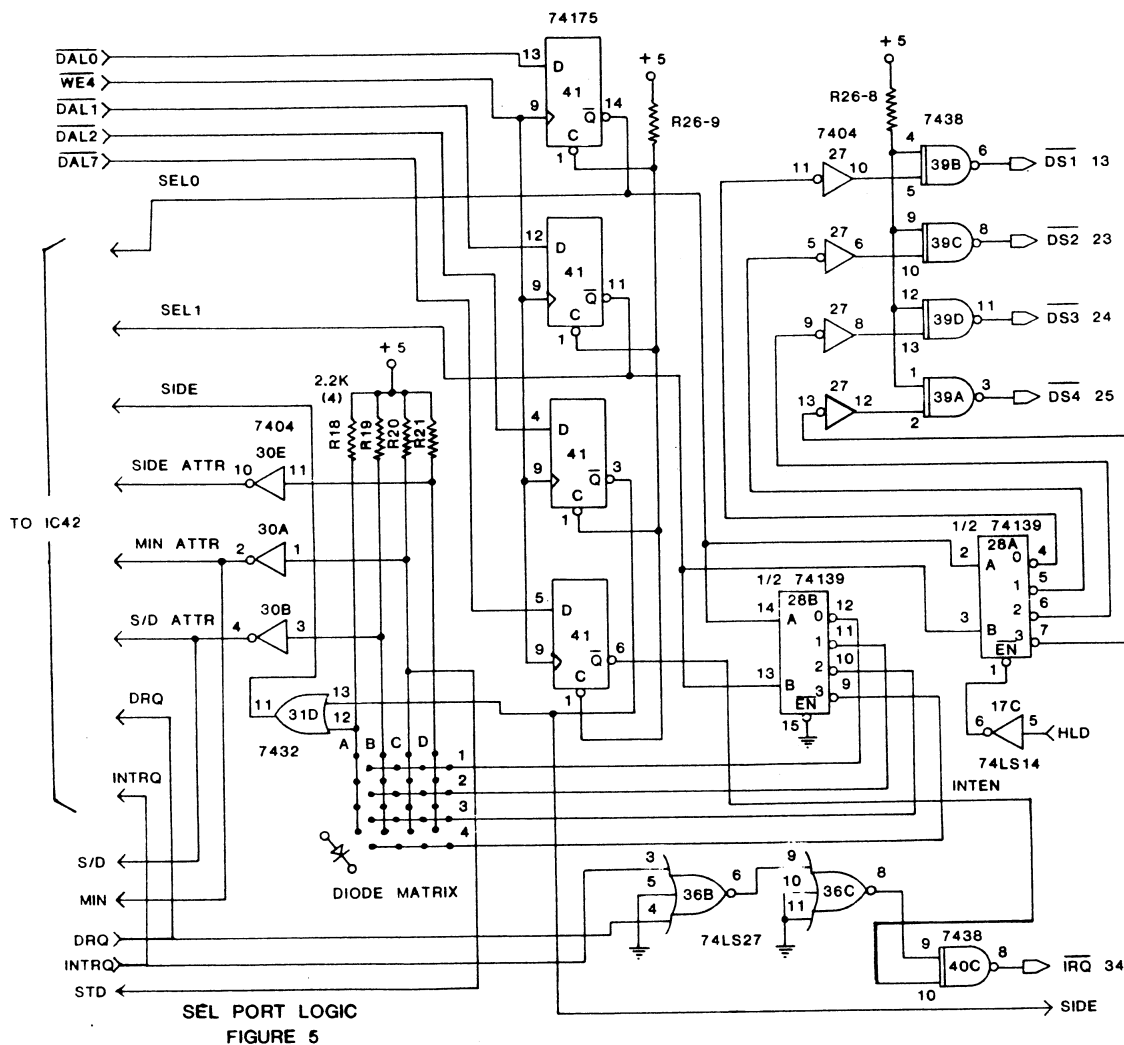 74175
DAL0
WE4
DAL1
DAL2
DAL7
13
D
41
9
Q
14
C
1
+ 5
R26-9
+ 5
R26-8
7404
7438
27
11
10
4
5
39B
6
DS1 13
SEL0
12
D
41
9
Q
11
C
1
27
5
6
9
10
39C
8
DS2 23
SEL1
27
9
8
12
13
39D
11
DS3 24
+ 5
2.2K
(4)
R18
R19
R20
R21
27
13
12
1
2
39A
3
DS4 25
SIDE
7404
4
D
41
9
Q
3
C
1
30E
10
11
SIDE ATTR
TO IC42
30A
2
1
MIN ATTR
30B
4
3
S/D ATTR
5
D
41
9
Q
6
C
1
1/2 74139
28B
14
A
13
B
0
1
2
3
12
11
10
9
EN
15
1/2 74139
28A
2
A
3
B
0
1
2
3
4
5
6
7
EN
1
DRQ
11
31D
13
12
7432
A B C D
1
2
3
4
17C
6
5
HLD
74LS14
INTRQ
INTEN
S/D
DIODE MATRIX
MIN
3
5
4
36B
6
9
10
11
36C
8
74LS27
7438
DRQ
INTRQ
9
10
40C
8
IRQ 34
STD
SIDE
SEL PORT LOGIC
FIGURE 5